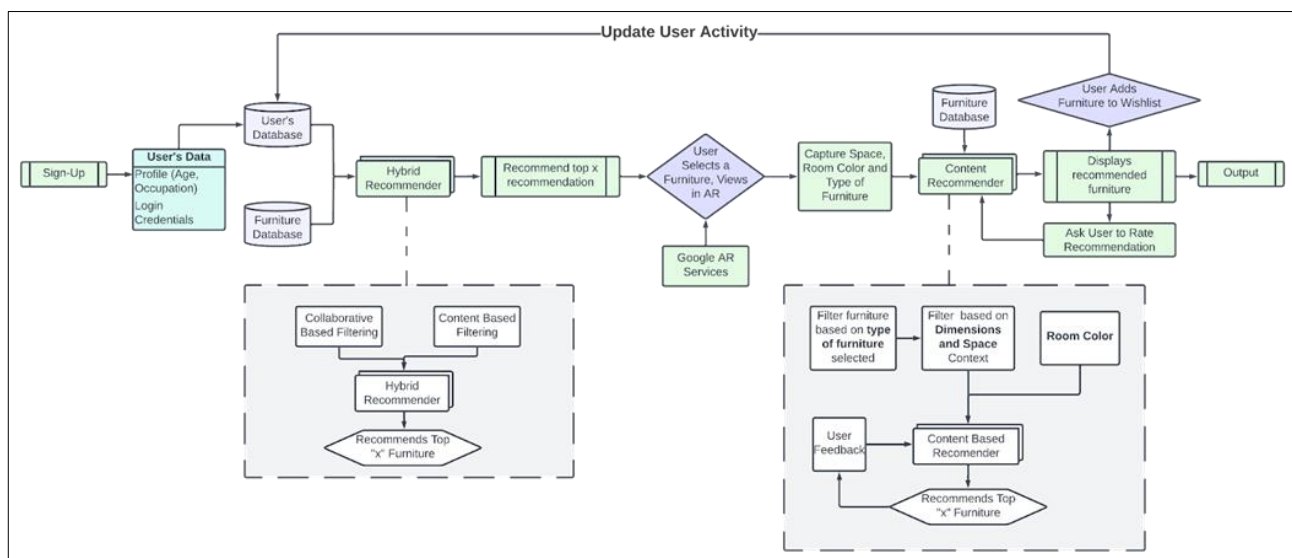 Update User Activity
Sign-Up
User's Data
Profile (Age,
Occupation)
Login
Credentials
User's
Database
Furniture
Database
Hybrid
Recommender
Recommend top x
recommendation
User
Selects a
Furniture, Views
in AR
Google AR
Services
Capture Space,
Room Color and
Type of
Furniture
Furniture
Database
Content
Recommender
User Adds
Furniture to Wishlist
Displays
recommended
furniture
Output
Ask User to Rate
Recommendation
Collaborative
Based Filtering
Content Based
Filtering
Hybrid
Recommender
Recommends Top
"x" Furniture
Filter furniture
based on type
of furniture
selected
Filter based on
Dimensions
and Space
Context
Room Color
User
Feedback
Content Based
Recomender
Recommends Top
"x" Furniture